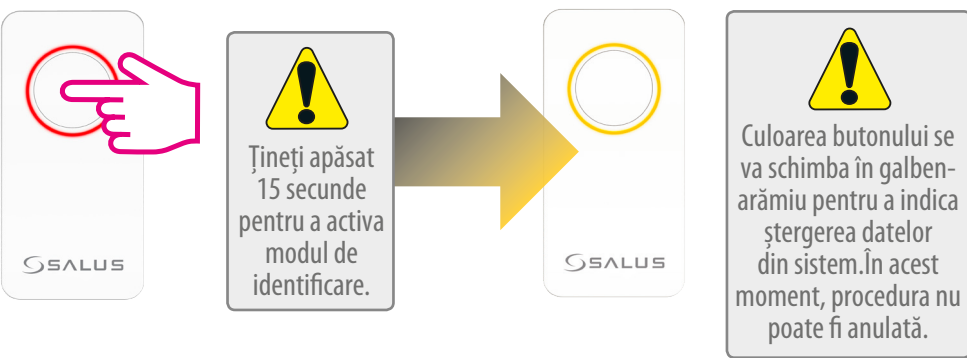 SALUS
Țineți apăsat
15 secunde
pentru a activa
modul de
identificare.
SALUS
Culoarea butonului se
va schimba în galben-
arămiu pentru a indica
ștergerea datelor
din sistem.În acest
moment, procedura nu
poate fi anulată.